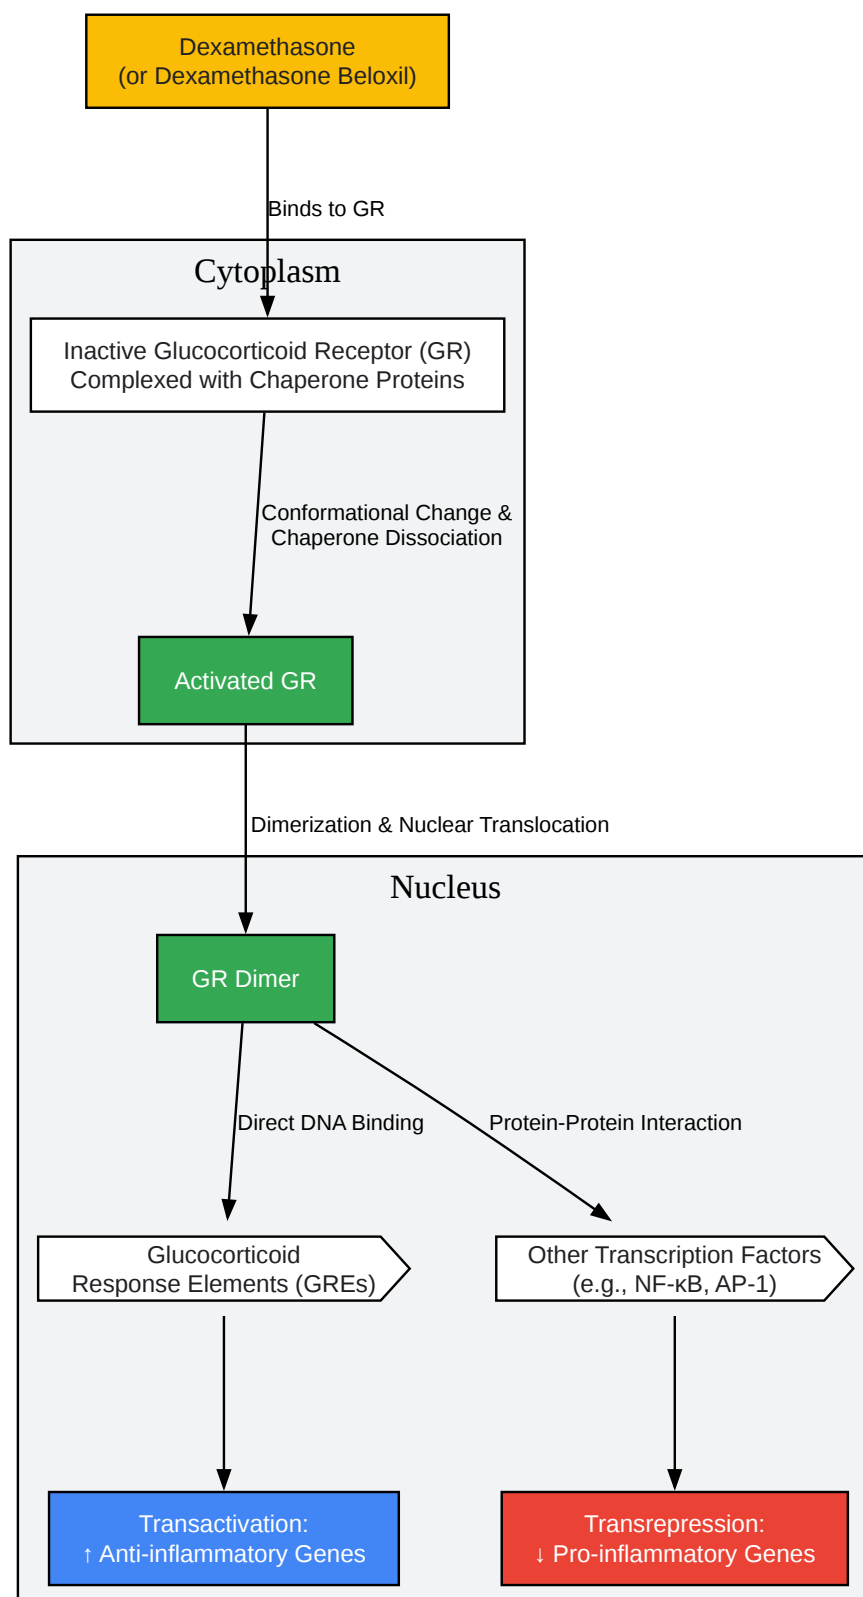 Dexamethasone
(or Dexamethasone Beloxil)
Binds to GR
Cytoplasm
Inactive Glucocorticoid Receptor (GR)
Complexed with Chaperone Proteins
Conformational Change &
Chaperone Dissociation
Activated GR
Dimerization & Nuclear Translocation
Nucleus
GR Dimer
Direct DNA Binding
Protein-Protein Interaction
Glucocorticoid
Response Elements (GREs)
Other Transcription Factors
(e.g., NF-κB, AP-1)
Transactivation:
↑ Anti-inflammatory Genes
Transrepression:
↓ Pro-inflammatory Genes